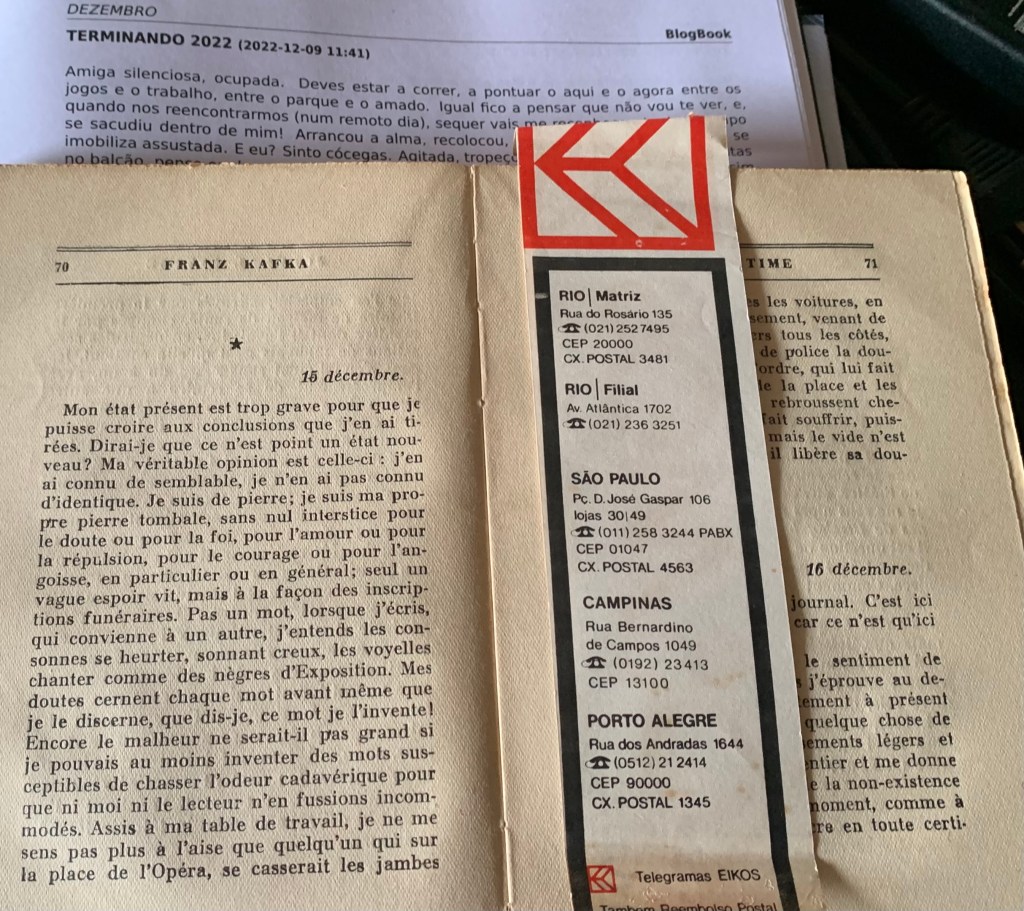 DEZEMBRO
BlogBook
TERMINANDO 2022 (2022-12-09 11:41)
Amiga silenciosa, ocupada. Deves estar a correr, a pontuar o aqui e o agora entre os
jogos e o trabalho, entre o parque e o amado. Igual fico a pensar que não vou te ver, e,
quando nos reencontrarmos (num remoto dia), sequer vais me
se sacudiu dentro de mim! Arrancou a alma, recolocou, se
imobiliza assustada. E eu? Sinto cócegas. Agitada,
no balcão,
70 FRANZ KAFKA
★
15 décembre.
Mon état présent est trop grave pour que je
puisse croire aux conclusions que j'en ai ti-
rées. Dirai-je que ce n'est point un état nou-
veau? Ma véritable opinion est celle-ci : j'en
ai connu de semblable, je n'en ai pas connu
d'identique. Je suis de pierre; je suis ma pro-
pre pierre tombale, sans nul interstice pour
le doute ou pour la foi, pour l'amour ou pour
la répulsion, pour le courage ou pour l'an-
goisse, en particulier ou en général; seul un
vague espoir vit, mais à la façon des inscrip-
tions funéraires. Pas un mot, lorsque j'écris,
qui convienne à un autre, j'entends les con-
sonnes se heurter, sonnant creux, les voyelles
chanter comme des nègres d'Exposition. Mes
doutes cernent chaque mot avant même que
je le discerne, que dis-je, ce mot je l'invente!
Encore le malheur ne serait-il pas grand si
je pouvais au moins inventer des mots sus-
ceptibles de chasser l'odeur cadavérique pour
que ni moi ni le lecteur n'en fussions incom-
modés. Assis à ma table de travail, je ne me
sens pas plus à l'aise que quelqu'un qui sur
la place de l'Opéra, se casserait les jambes
RIO | Matriz
Rua do Rosário 135
☎ (021) 252 7495
CEP 20000
CX. POSTAL 3481
RIO | Filial
Av. Atlântica 1702
☎ (021) 236 3251
SÃO PAULO
Pc. D. José Gaspar 106
lojas 30|49
☎ (011) 258 3244 PABX
CEP 01047
CX. POSTAL 4563
CAMPINAS
Rua Bernardino
de Campos 1049
☎ (0192) 23413
CEP 13100
PORTO ALEGRE
Rua dos Andradas 1644
☎ (0512) 21 2414
CEP 90000
CX. POSTAL 1345
Telegramas EIKOS
Tambem Reembolso Postal
TIME 71
les voitures, en
sement, venant de
tous les côtés,
de police la dou-
ordre, qui lui fait
la place et les
rebroussent che-
fait souffrir, puis-
mais le vide n'est
il libère sa dou-
16 décembre.
journal. C'est ici
car ce n'est qu'ici
le sentiment de
j'éprouve au de-
à présent
quelque chose de
légers et
et me donne
la non-existence
moment, comme à
en toute certi-